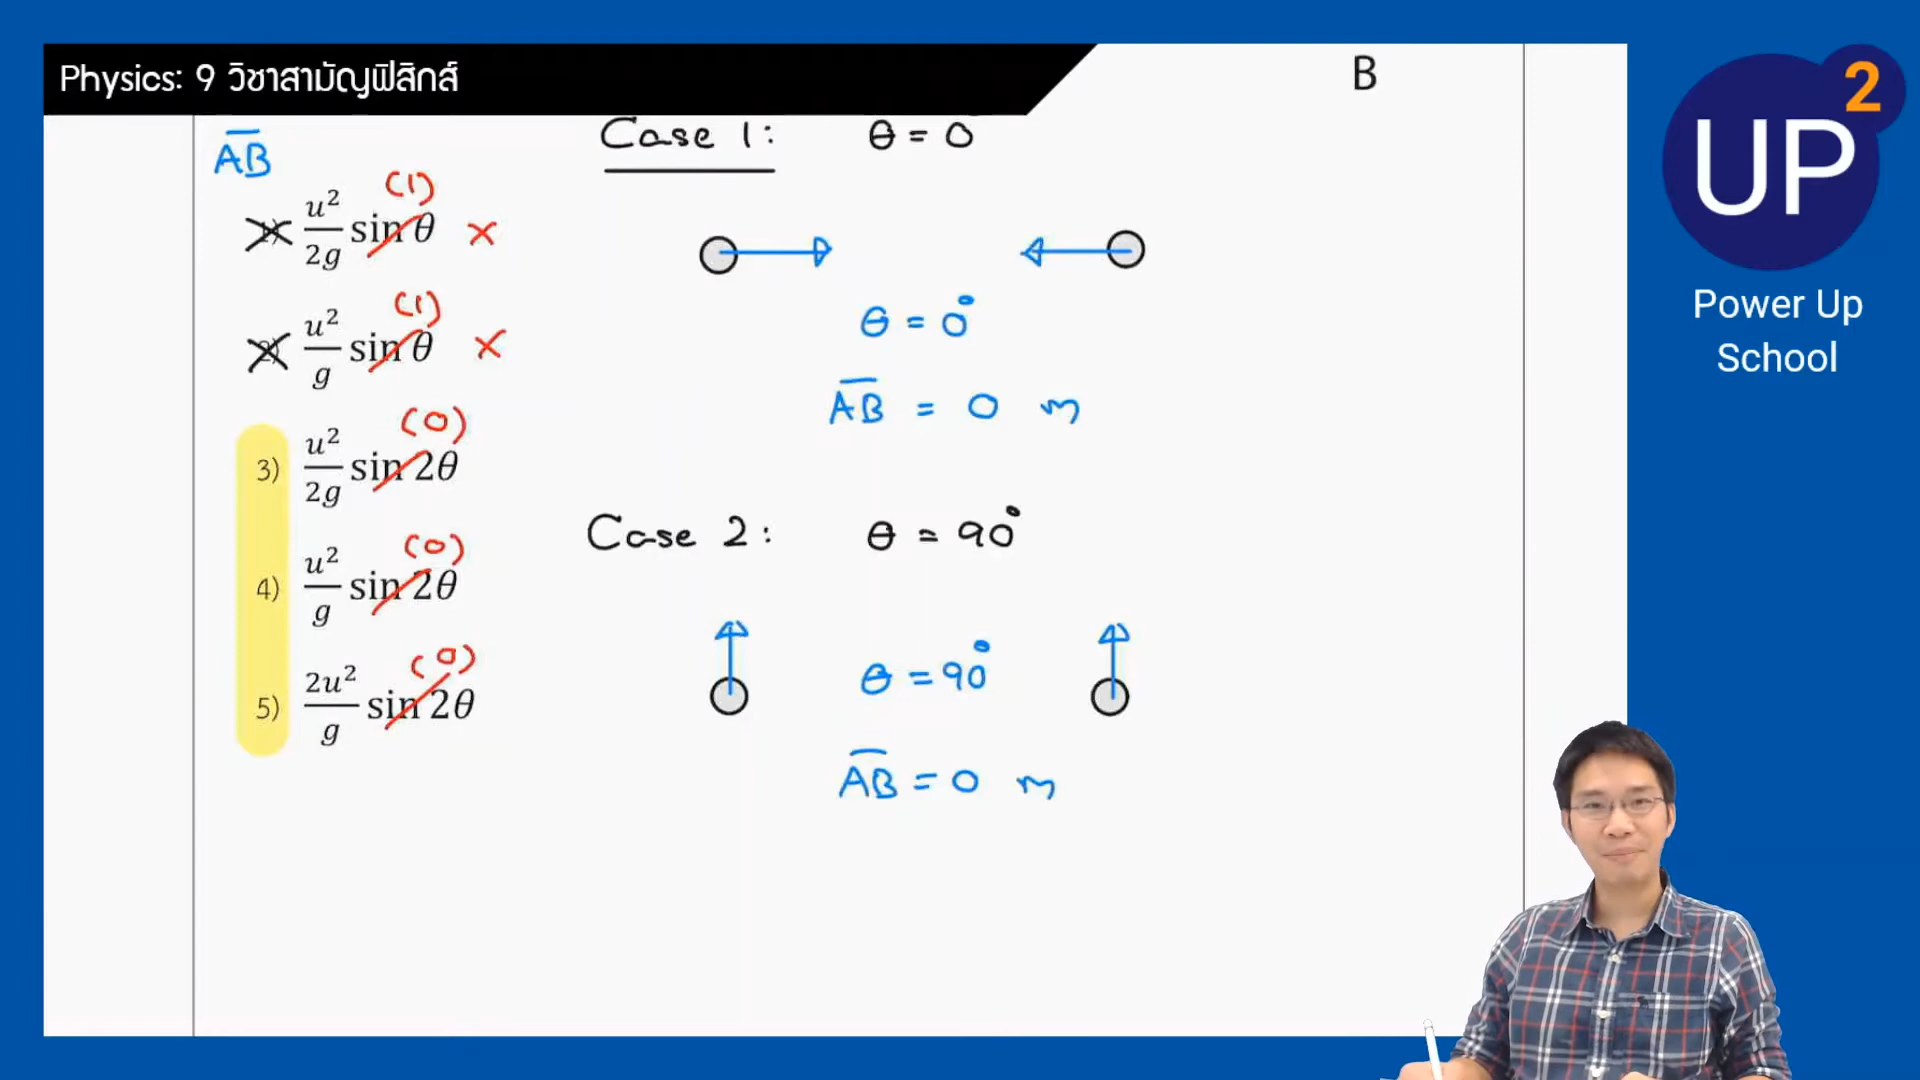 Physics: 9 วิชาสามัญฟิสิกส์
B
2
UP
Power Up
School
AB
Case 1: θ = 0
(1)
1) u²/2g sin θ ×
(1)
2) u²/g sin θ ×
(0)
3) u²/2g sin 2θ
(0)
4) u²/g sin 2θ
(0)
5) 2u²/g sin 2θ
θ = 0°
AB = 0 m
Case 2: θ = 90°
θ = 90°
AB = 0 m